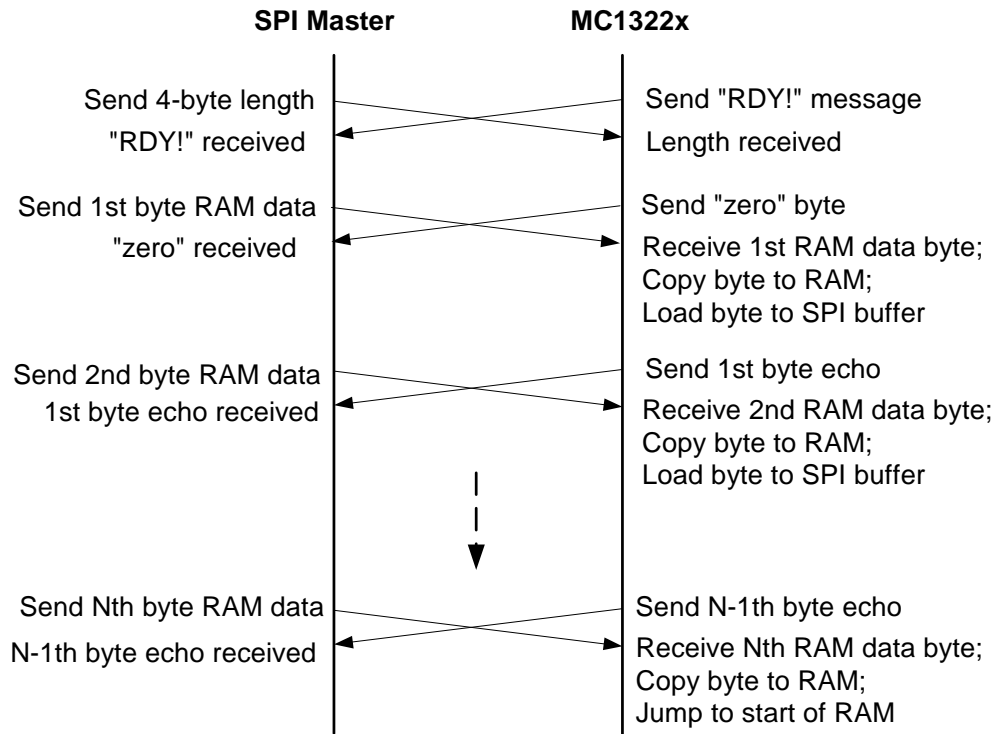 SPI Master
MC1322x
Send 4-byte length
Send "RDY!" message
"RDY!" received
Length received
Send 1st byte RAM data
Send "zero" byte
"zero" received
Receive 1st RAM data byte;
Copy byte to RAM;
Load byte to SPI buffer
Send 2nd byte RAM data
Send 1st byte echo
1st byte echo received
Receive 2nd RAM data byte;
Copy byte to RAM;
Load byte to SPI buffer
Send Nth byte RAM data
Send N-1th byte echo
N-1th byte echo received
Receive Nth RAM data byte;
Copy byte to RAM;
Jump to start of RAM